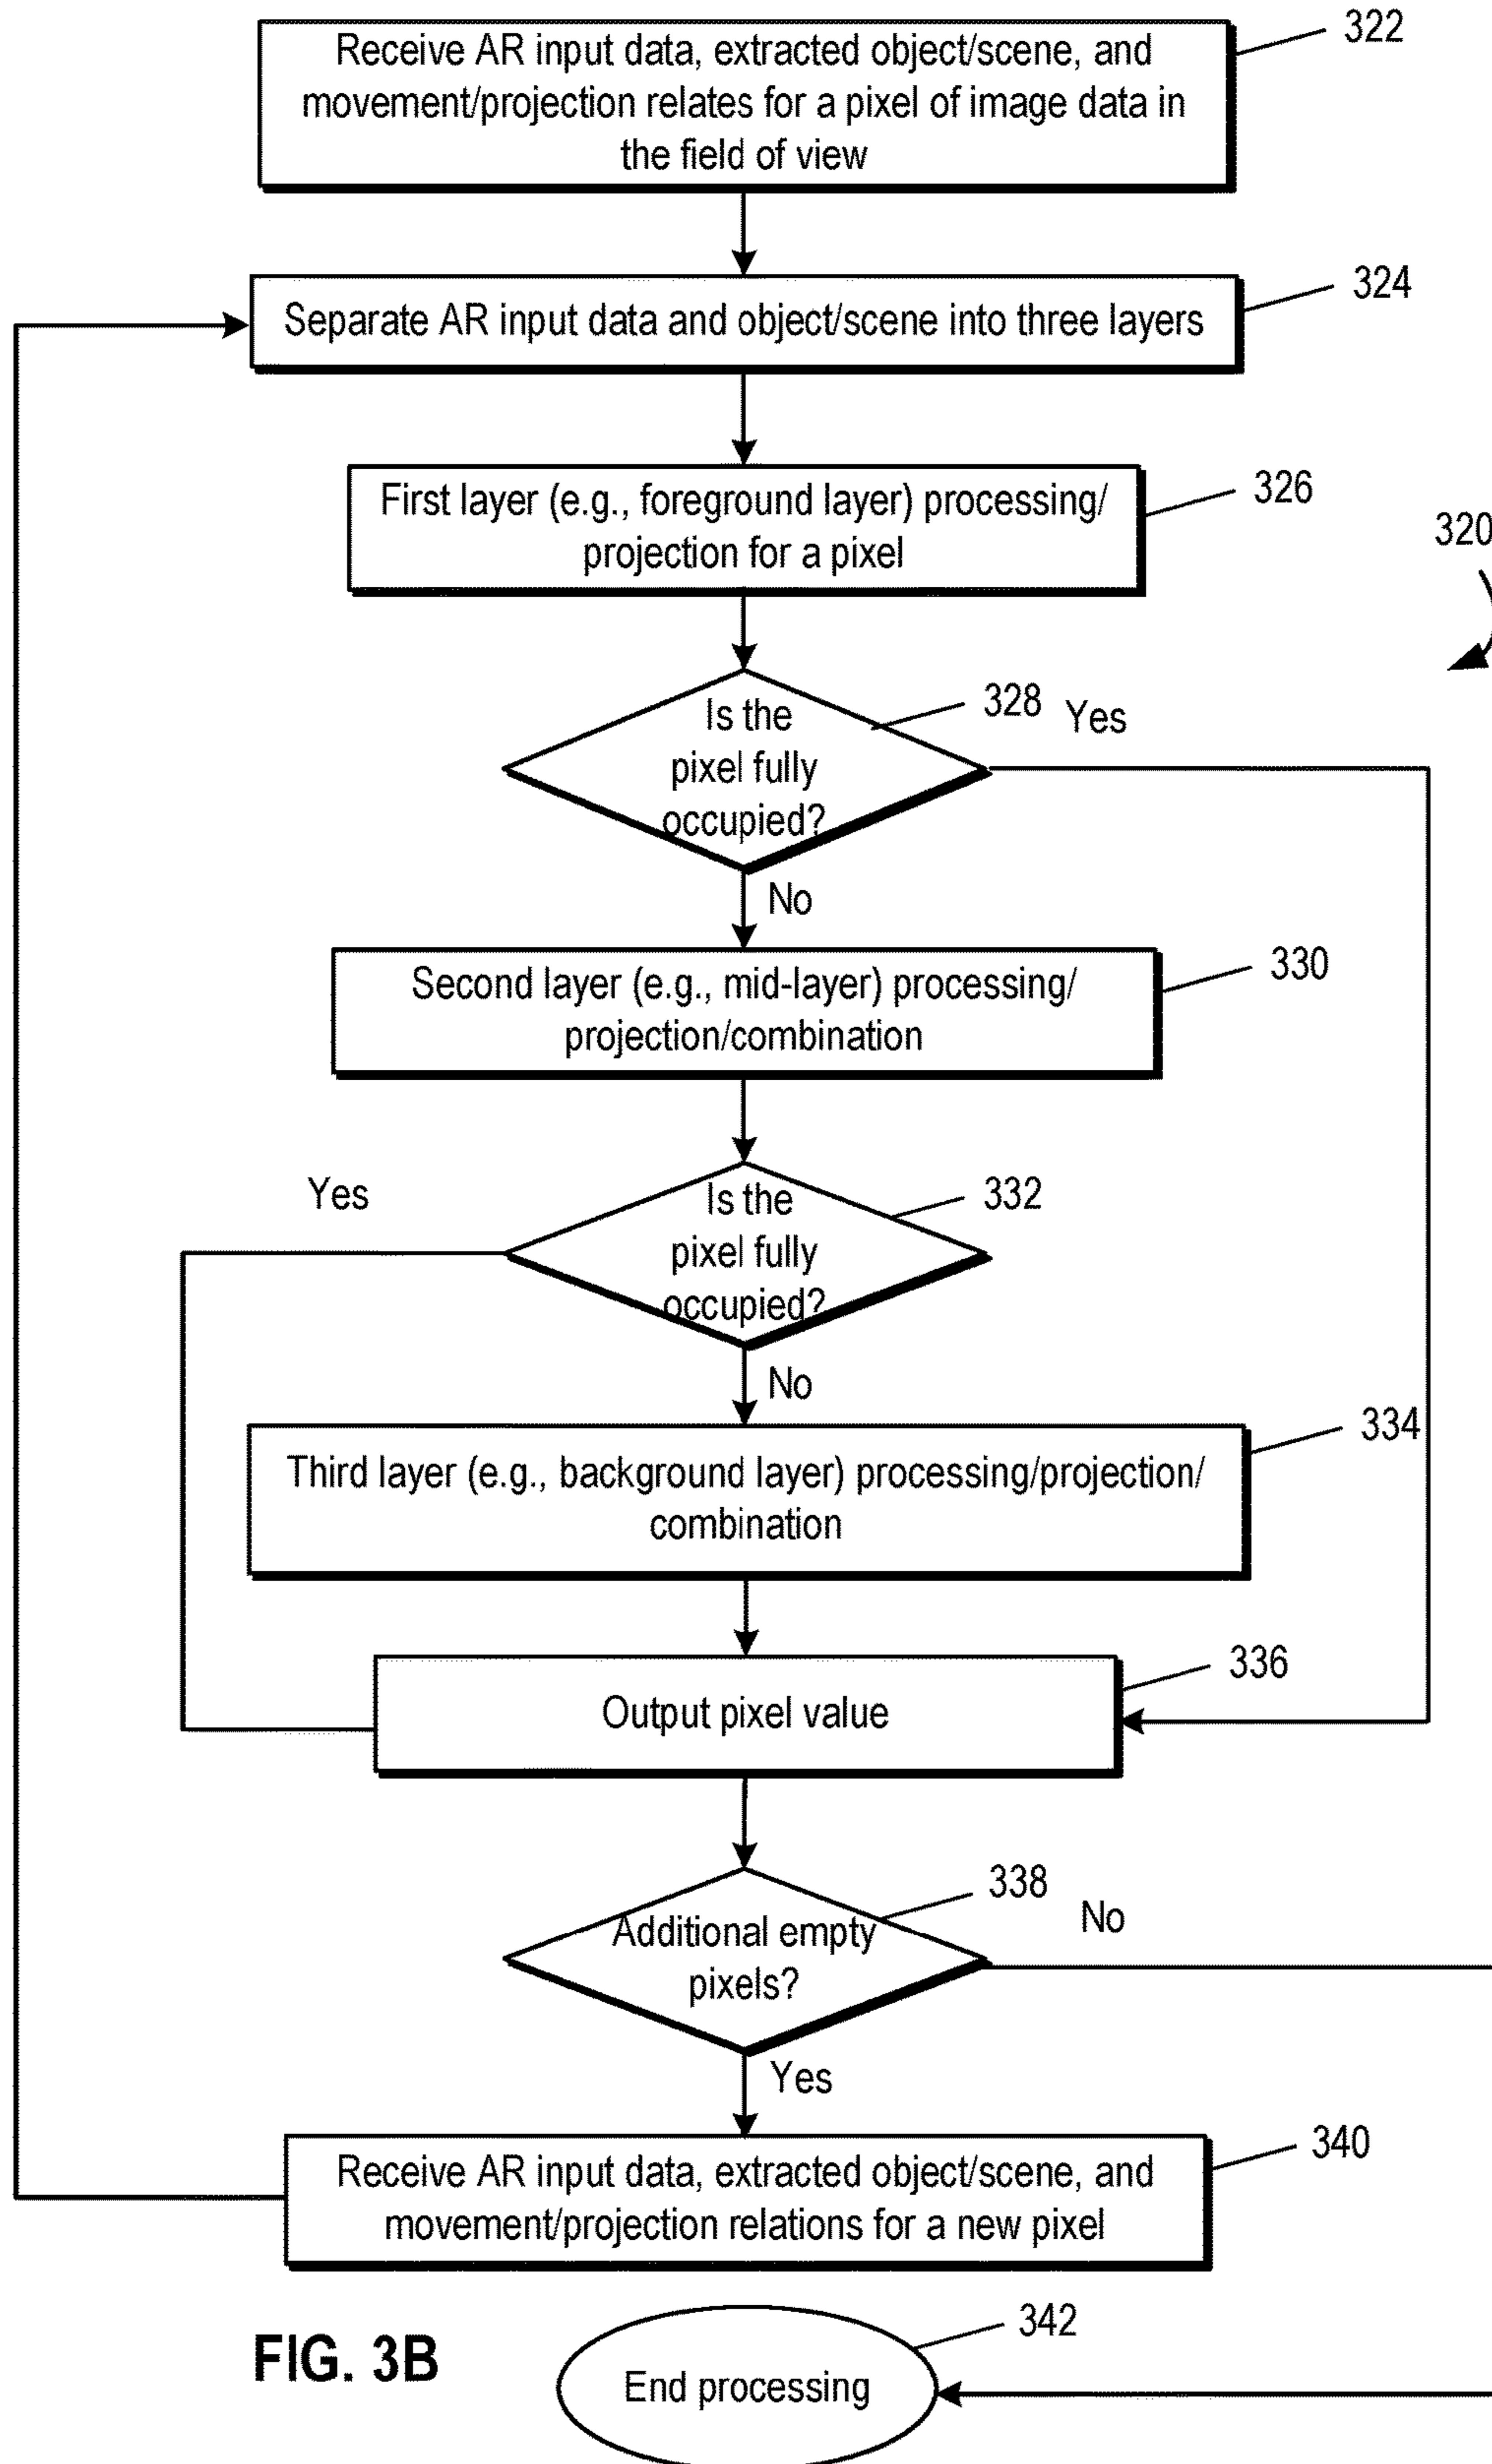 Receive AR input data, extracted object/scene, and
movement/projection relates for a pixel of image data in
the field of view
322
Separate AR input data and object/scene into three layers
324
First layer (e.g., foreground layer) processing/
projection for a pixel
326
320
Is the
pixel fully
occupied?
328
Yes
No
Second layer (e.g., mid-layer) processing/
projection/combination
330
Is the
pixel fully
occupied?
332
Yes
No
Third layer (e.g., background layer) processing/projection/
combination
334
Output pixel value
336
Additional empty
pixels?
338
No
Yes
Receive AR input data, extracted object/scene, and
movement/projection relations for a new pixel
340
FIG. 3B
End processing
342